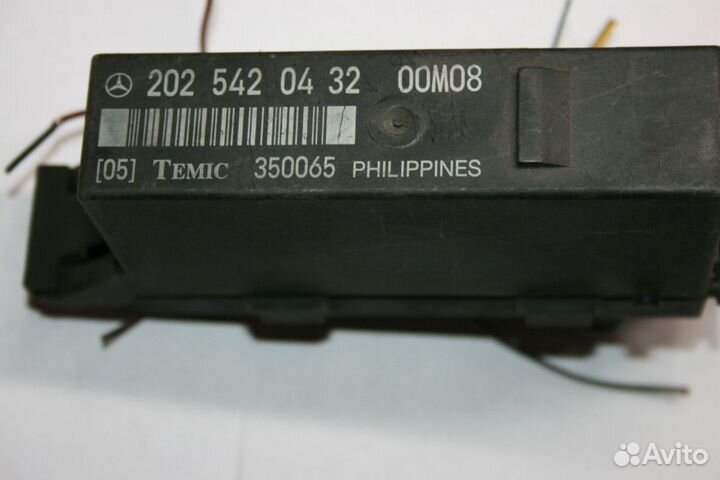 202 542 04 32 00M08
[05] TEMIC 350065 PHILIPPINES
Avito